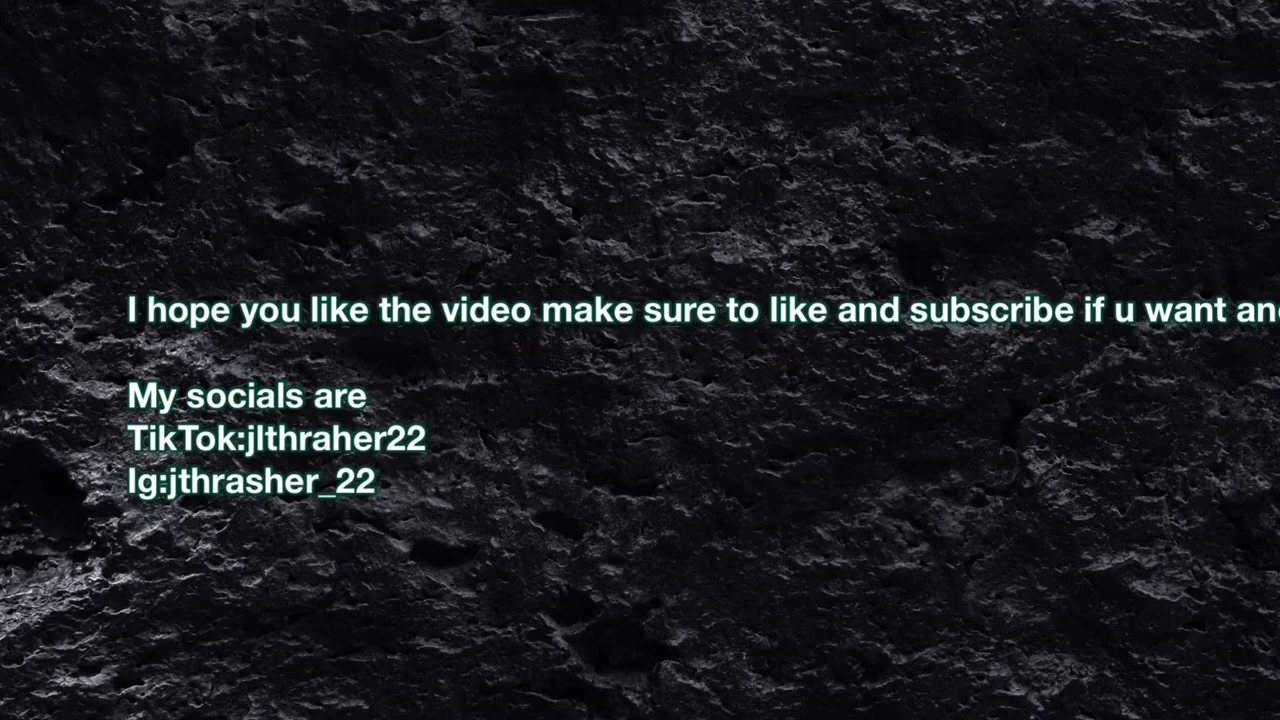 I hope you like the video make sure to like and subscribe if u want and
My socials are
TikTok:jlthraher22
Ig:jthrasher_22